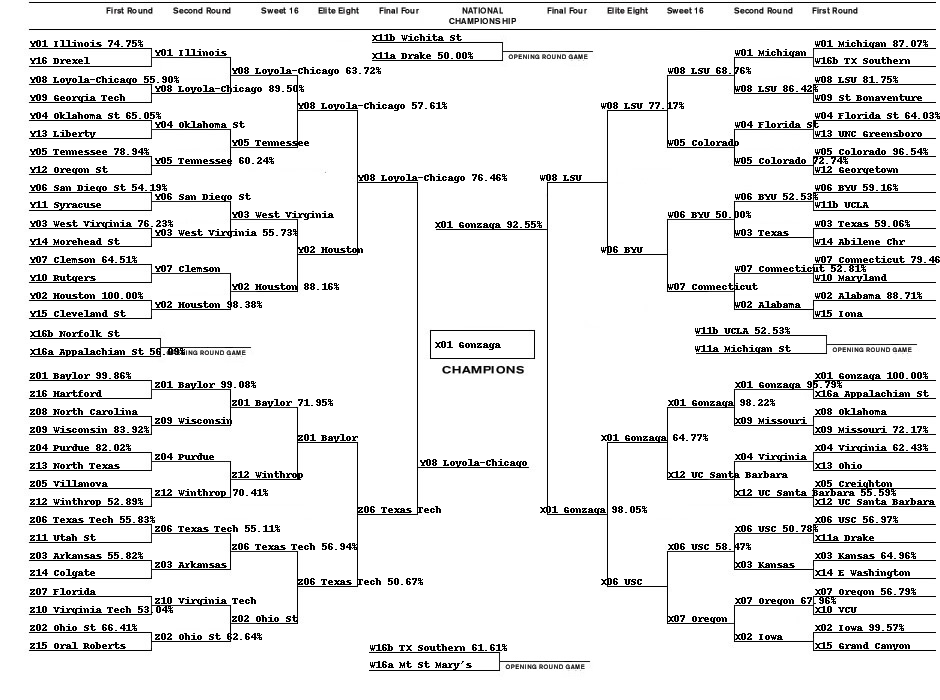 First Round Second Round Sweet 16 Elite Eight Final Four NATIONAL CHAMPIONSHIP Final Four Elite Eight Sweet 16 Second Round First Round
X11b Wichita St
X11a Drake 50.00%
OPENING ROUND GAME
Y01 Illinois 74.75%
Y16 Drexel
Y08 Loyola-Chicago 55.90%
Y09 Georgia Tech
Y04 Oklahoma St 65.05%
Y13 Liberty
Y05 Tennessee 78.94%
Y12 Oregon St
Y06 San Diego St 54.19%
Y11 Syracuse
Y03 West Virginia 76.23%
Y14 Morehead St
Y07 Clemson 64.51%
Y10 Rutgers
Y02 Houston 100.00%
Y15 Cleveland St
Y01 Illinois
Y08 Loyola-Chicago 89.50%
Y04 Oklahoma St
Y05 Tennessee 60.24%
Y06 San Diego St
Y03 West Virginia 55.73%
Y07 Clemson
Y02 Houston 98.38%
Y08 Loyola-Chicago 63.72%
Y05 Tennessee
Y03 West Virginia
Y02 Houston 88.16%
Y08 Loyola-Chicago 57.61%
Y02 Houston
Y08 Loyola-Chicago 76.46%
X16b Norfolk St
X16a Appalachian St
ROUND GAME
Z01 Baylor 99.86%
Z16 Hartford
Z08 North Carolina
Z09 Wisconsin 83.92%
Z04 Purdue 82.02%
Z13 North Texas
Z05 Villanova
Z12 Winthrop 52.89%
Z06 Texas Tech 55.83%
Z11 Utah St
Z03 Arkansas 55.82%
Z14 Colgate
Z07 Florida
Z10 Virginia Tech 53.04%
Z02 Ohio St 66.41%
Z15 Oral Roberts
Z01 Baylor 99.08%
Z09 Wisconsin
Z04 Purdue
Z12 Winthrop 70.41%
Z06 Texas Tech 55.11%
Z03 Arkansas
Z10 Virginia Tech
Z02 Ohio St 62.64%
Z01 Baylor 71.95%
Z12 Winthrop
Z06 Texas Tech 56.94%
Z02 Ohio St
Z01 Baylor
Z06 Texas Tech 50.67%
Z06 Texas Tech
X01 Gonzaga 92.55%
X01 Gonzaga
CHAMPIONS
Y08 Loyola-Chicago
W08 LSU
X01 Gonzaga 98.05%
W08 LSU 77.17%
W06 BYU
W08 LSU 68.76%
W05 Colorado
W06 BYU 50.00%
W07 Connecticut
W01 Michigan
W08 LSU 86.42%
W04 Florida St
W05 Colorado 72.74%
W06 BYU 52.53%
W03 Texas
W07 Connecticut 52.81%
W02 Alabama
W01 Michigan 87.07%
W16b TX Southern
W08 LSU 81.75%
W09 St Bonaventure
W04 Florida St 64.03%
W13 UNC Greensboro
W05 Colorado 96.54%
W12 Georgetown
W06 BYU 59.16%
W11b UCLA
W03 Texas 59.06%
W14 Abilene Chr
W07 Connecticut 79.46
W10 Maryland
W02 Alabama 88.71%
W15 Iona
W11b UCLA 52.53%
W11a Michigan St
OPENING ROUND GAME
X01 Gonzaga 64.77%
X06 USC
X01 Gonzaga 98.22%
X12 UC Santa Barbara
X06 USC 58.47%
X07 Oregon
X01 Gonzaga 95.79%
X09 Missouri
X04 Virginia
X12 UC Santa Barbara 55.59%
X06 USC 50.78%
X03 Kansas
X07 Oregon 67.96%
X02 Iowa
X01 Gonzaga 100.00%
X16a Appalachian St
X08 Oklahoma
X09 Missouri 72.17%
X04 Virginia 62.43%
X13 Ohio
X05 Creighton
X12 UC Santa Barbara
X06 USC 56.97%
X11a Drake
X03 Kansas 64.96%
X14 E Washington
X07 Oregon 56.79%
X10 VCU
X02 Iowa 99.57%
X15 Grand Canyon
W16b TX Southern 61.61%
W16a Mt St Mary's
OPENING ROUND GAME